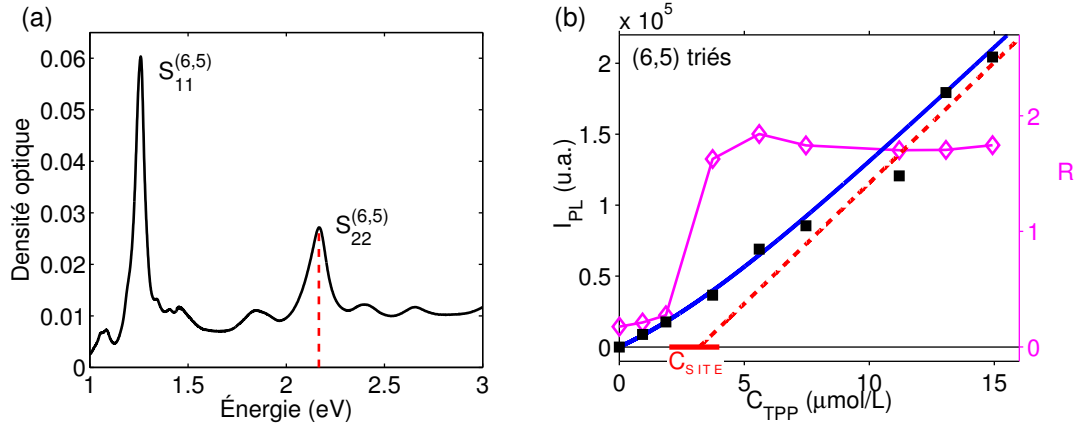 (a)
Densité optique
0.06
0.05
0.04
0.03
0.02
0.01
0
S11(6,5)
S22(6,5)
1 1.5 2 2.5 3
Énergie (eV)
(b)
x 10^5
(6,5) triés
I_PL (u.a.)
2
1.5
1
0.5
0
C_SITE
0 5 10 15
C_TPP (μmol/L)
2
1
0
R